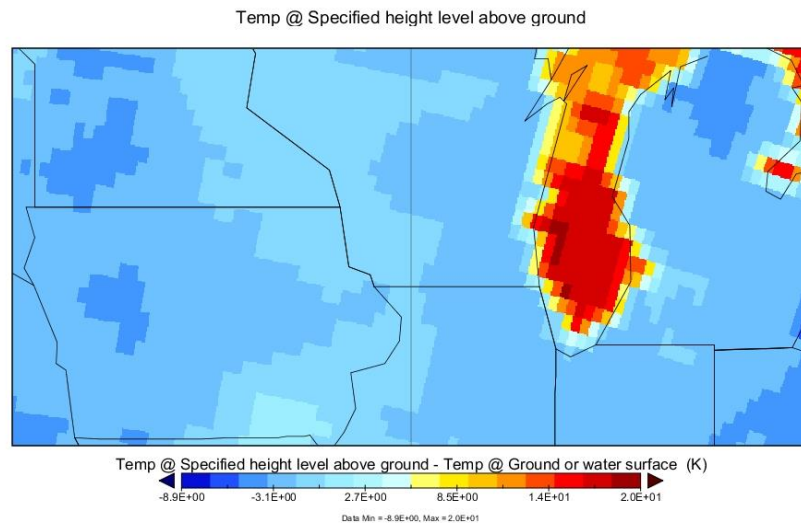 Temp @ Specified height level above ground
Temp @ Specified height level above ground - Temp @ Ground or water surface (K)
-8.9E+00 -3.1E+00 2.7E+00 8.5E+00 1.4E+01 2.0E+01
Data Min = -8.9E+00, Max = 2.0E+01